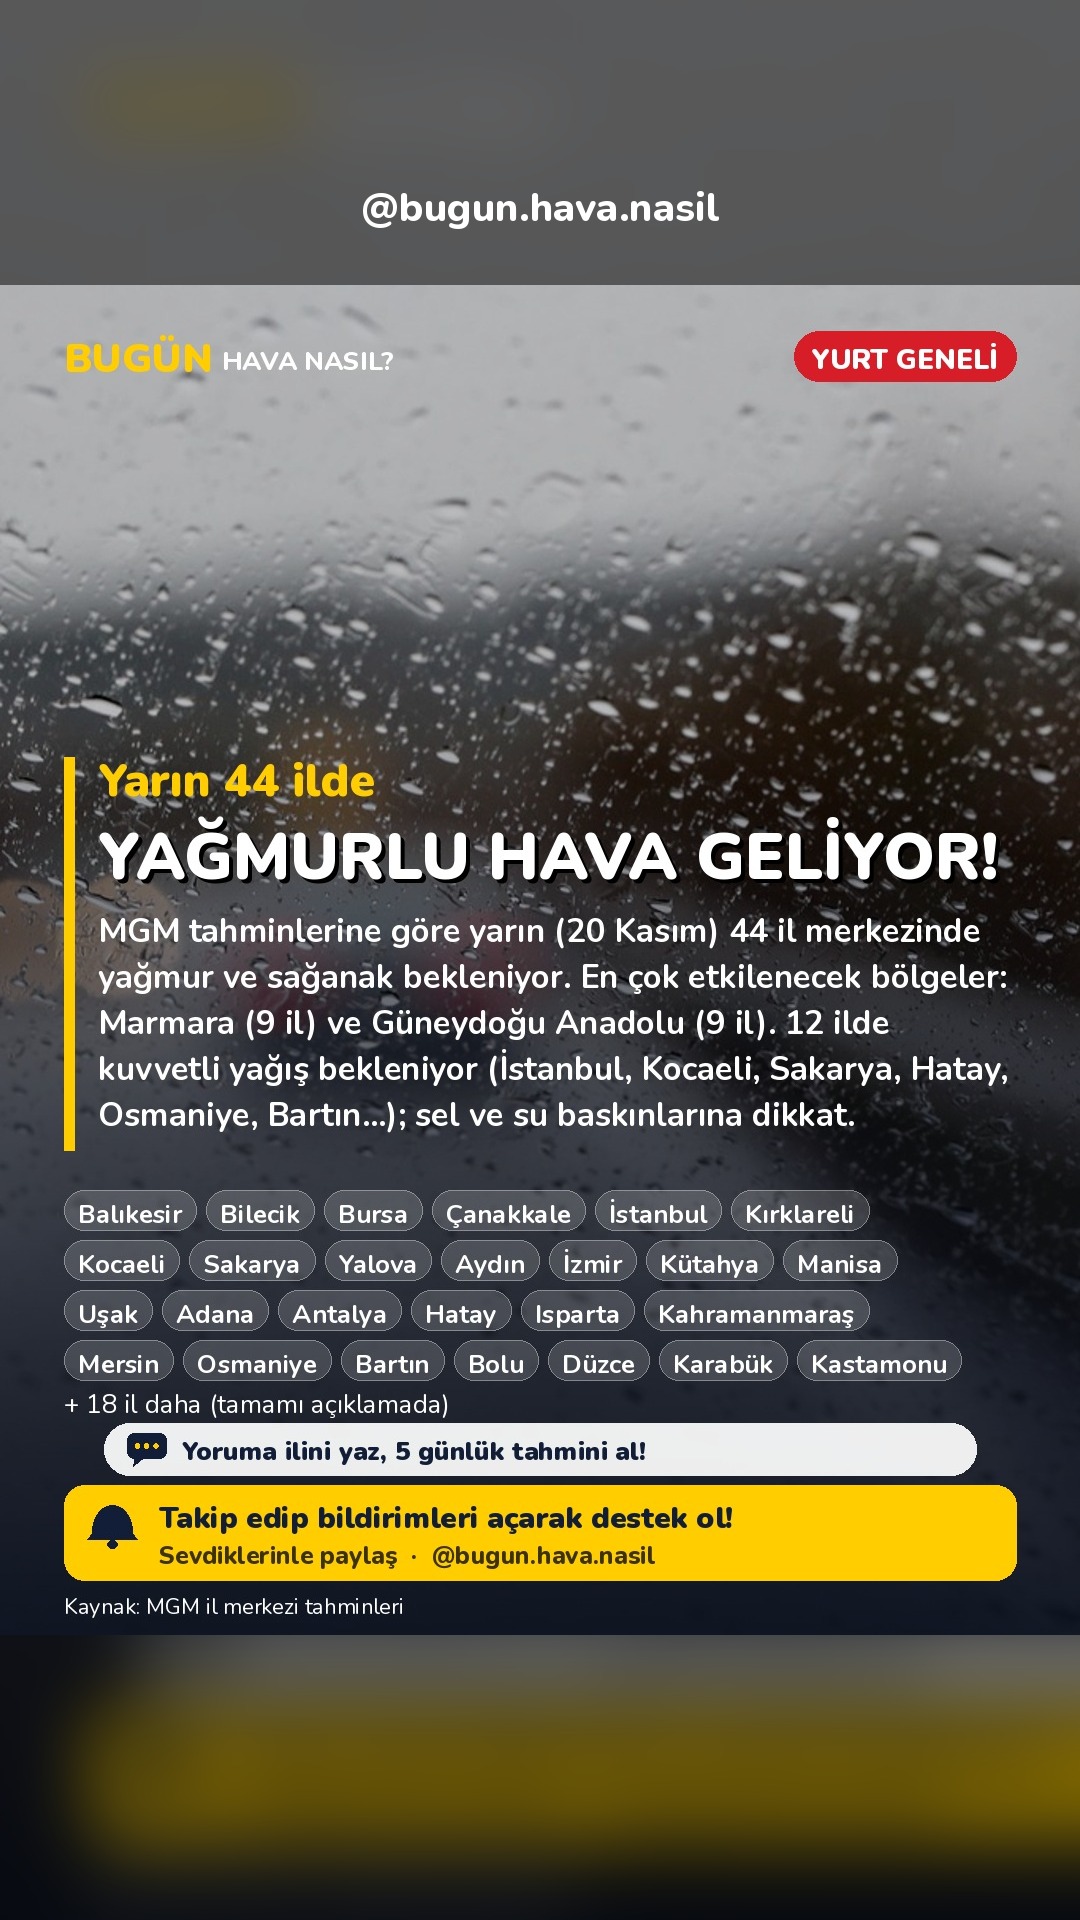 @bugun.hava.nasil
BUGÜN HAVA NASIL?
YURT GENELİ
Yarın 44 ilde
YAĞMURLU HAVA GELİYOR!
MGM tahminlerine göre yarın (20 Kasım) 44 il merkezinde
yağmur ve sağanak bekleniyor. En çok etkilenecek bölgeler:
Marmara (9 il) ve Güneydoğu Anadolu (9 il). 12 ilde
kuvvetli yağış bekleniyor (İstanbul, Kocaeli, Sakarya, Hatay,
Osmaniye, Bartın...); sel ve su baskınlarına dikkat.
Balıkesir Bilecik Bursa Çanakkale İstanbul Kırklareli
Kocaeli Sakarya Yalova Aydın İzmir Kütahya Manisa
Uşak Adana Antalya Hatay Isparta Kahramanmaraş
Mersin Osmaniye Bartın Bolu Düzce Karabük Kastamonu
+ 18 il daha (tamamı açıklamada)
Yoruma ilini yaz, 5 günlük tahmini al!
Takip edip bildirimleri açarak destek ol!
Sevdiklerinle paylaş · @bugun.hava.nasil
Kaynak: MGM il merkezi tahminleri